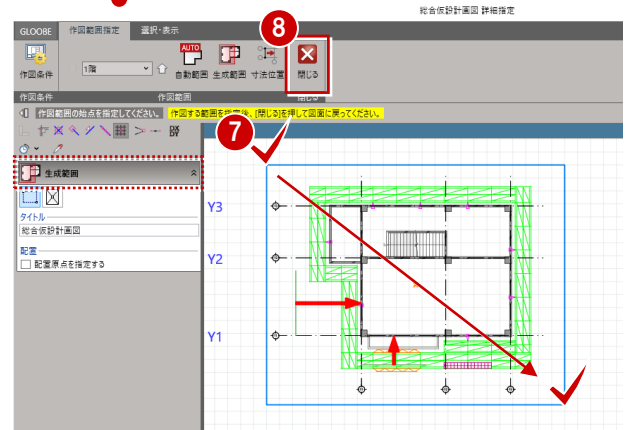 総合仮設計画図 詳細指定
8
GLOOBE 作図範囲指定 選択・表示
AUTO
作図条件 1階 自動範囲 生成範囲 寸法位置 閉じる
作図条件 作図範囲 閉じる
作図範囲の始点を指定してください。 作図する範囲を指定後、[閉じる]を押して図面に戻ってください。
7
生成範囲
タイトル
総合仮設計画図
配置
配置原点を指定する
Y3
Y2
Y1